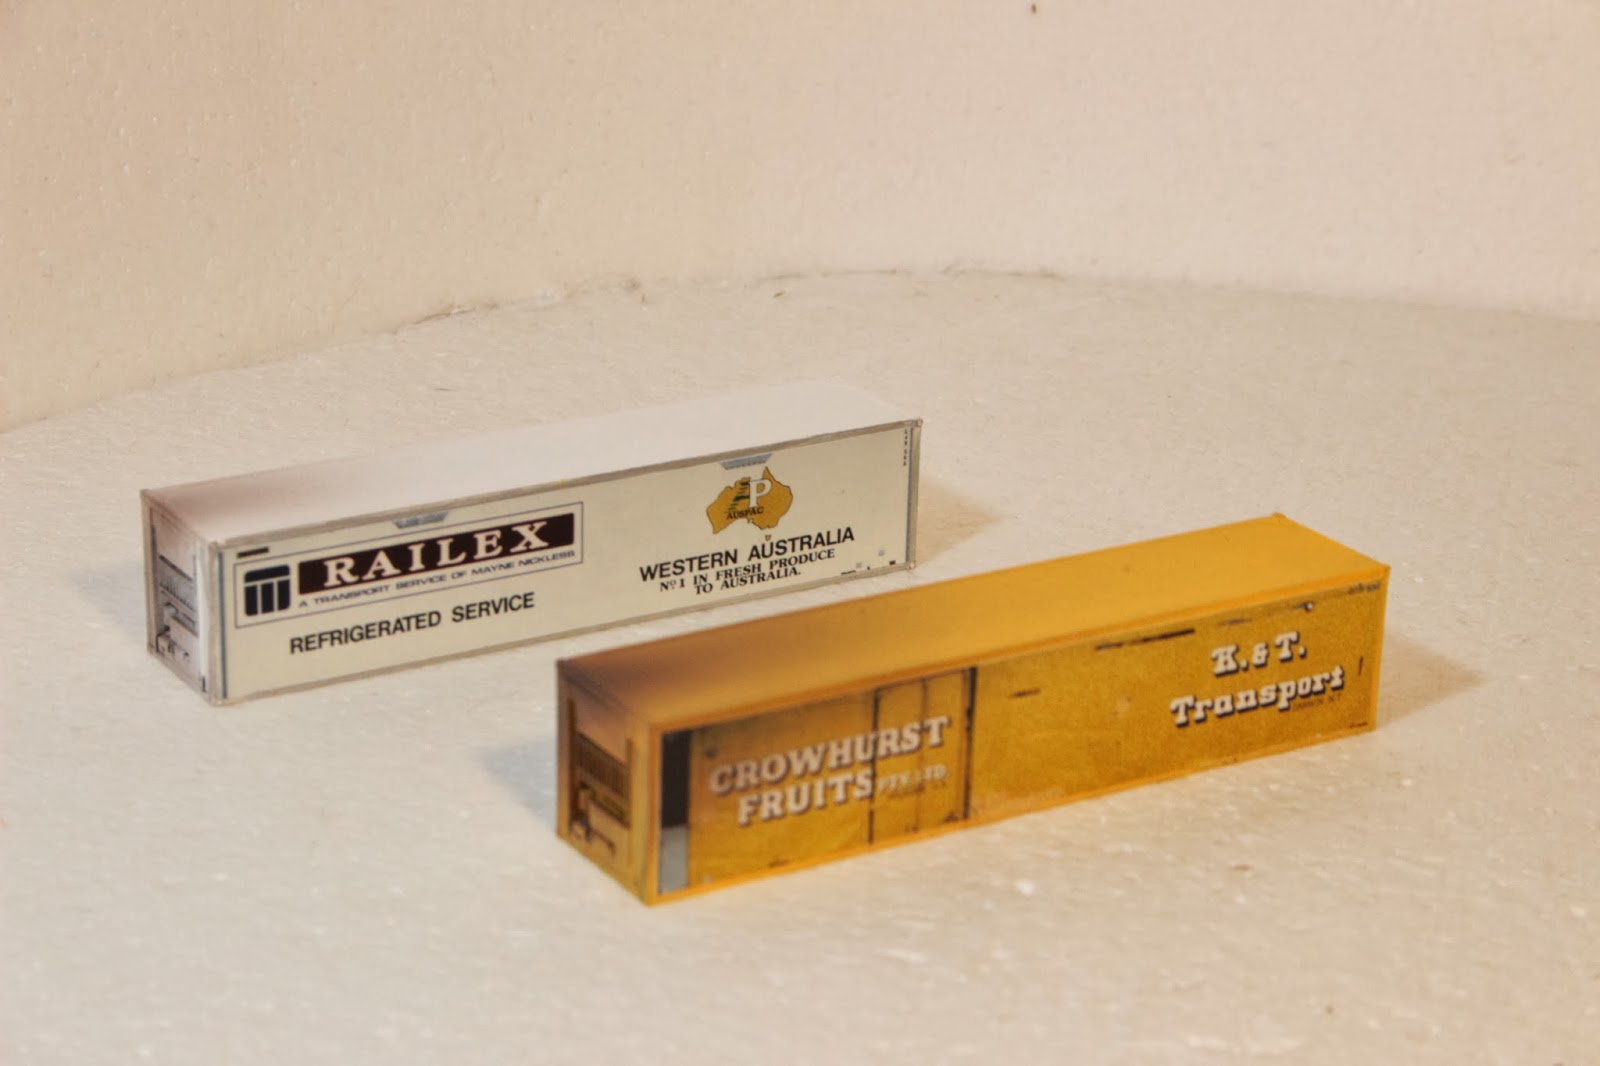 RAILEX
A TRANSPORT SERVICE OF MAYNE NICKLESS
REFRIGERATED SERVICE
P
AUSPAC
WESTERN AUSTRALIA
Nº1 IN FRESH PRODUCE
TO AUSTRALIA.
CROWHURST
FRUITS PTY. LTD.
K. & T.
Transport